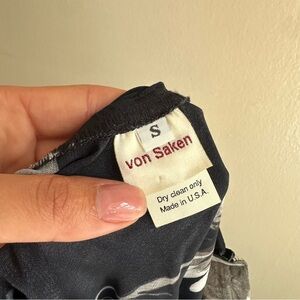 S
von Saken
Dry clean only
Made in U.S.A.